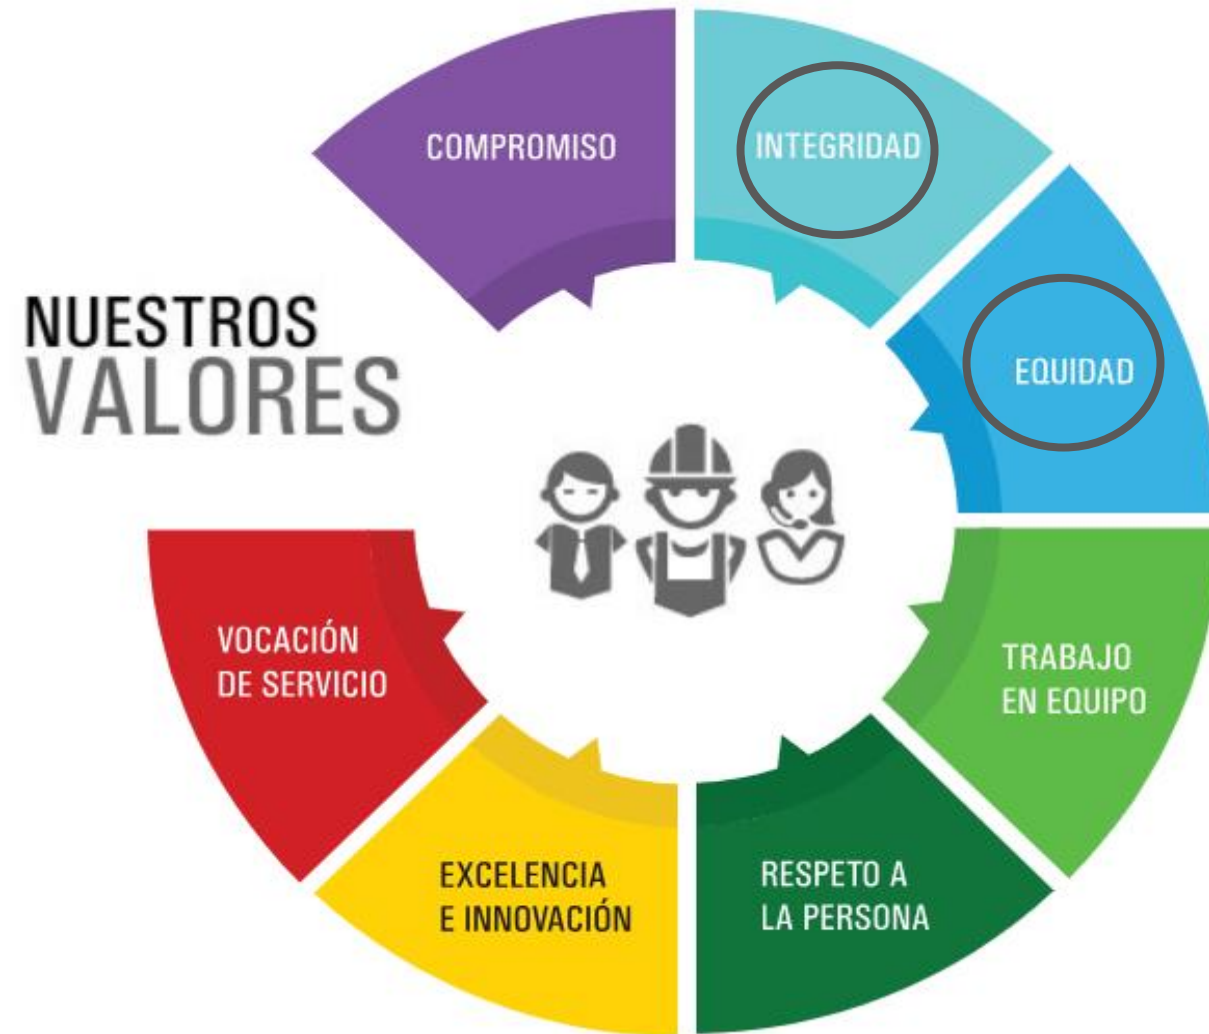 NUESTROS
VALORES
COMPROMISO
INTEGRIDAD
EQUIDAD
TRABAJO
EN EQUIPO
RESPETO A
LA PERSONA
EXCELENCIA
E INNOVACIÓN
VOCACIÓN
DE SERVICIO